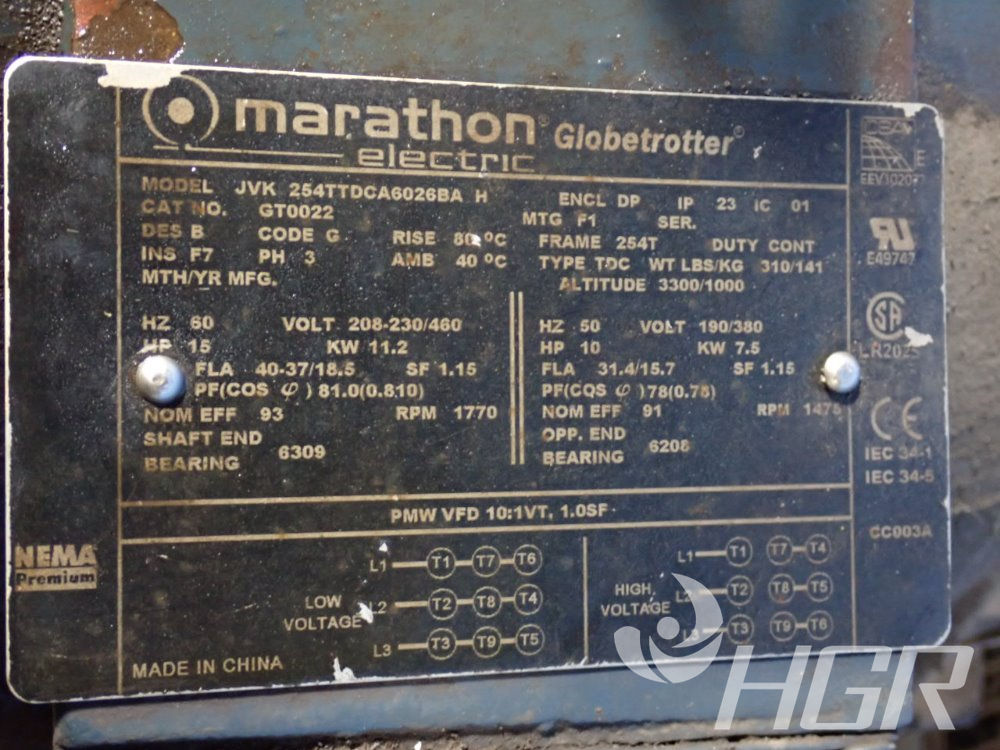 marathon® Globetrotter®
electric
MODEL JVK 254TTDCA6026BA H ENCL DP IP 23 IC 01
CAT NO. GT0022 MTG F1 SER.
DES B CODE G RISE 80 ºC FRAME 254T DUTY CONT
INS F7 PH 3 AMB 40 ºC TYPE TDC WT LBS/KG 310/141
MTH/YR MFG. ALTITUDE 3300/1000
HZ 60 VOLT 208-230/460
HP 15 KW 11.2
FLA 40-37/18.5 SF 1.15
PF(COS φ) 81.0(0.810)
NOM EFF 93 RPM 1770
SHAFT END
BEARING 6309
HZ 50 VOLT 190/380
HP 10 KW 7.5
FLA 31.4/15.7 SF 1.15
PF(COS φ) 78(0.78)
NOM EFF 91 RPM 1475
OPP. END
BEARING 6208
PMW VFD 10:1VT, 1.0SF
LOW
VOLTAGE
L1 T1 T7 T6
L2 T2 T8 T4
L3 T3 T9 T5
HIGH
VOLTAGE
L1 T1 T7 T4
L2 T2 T8 T5
L3 T3 T9 T6
MADE IN CHINA
NEMA
Premium
E
E49747
IEC 34-1
IEC 34-5
CC003A
HGR